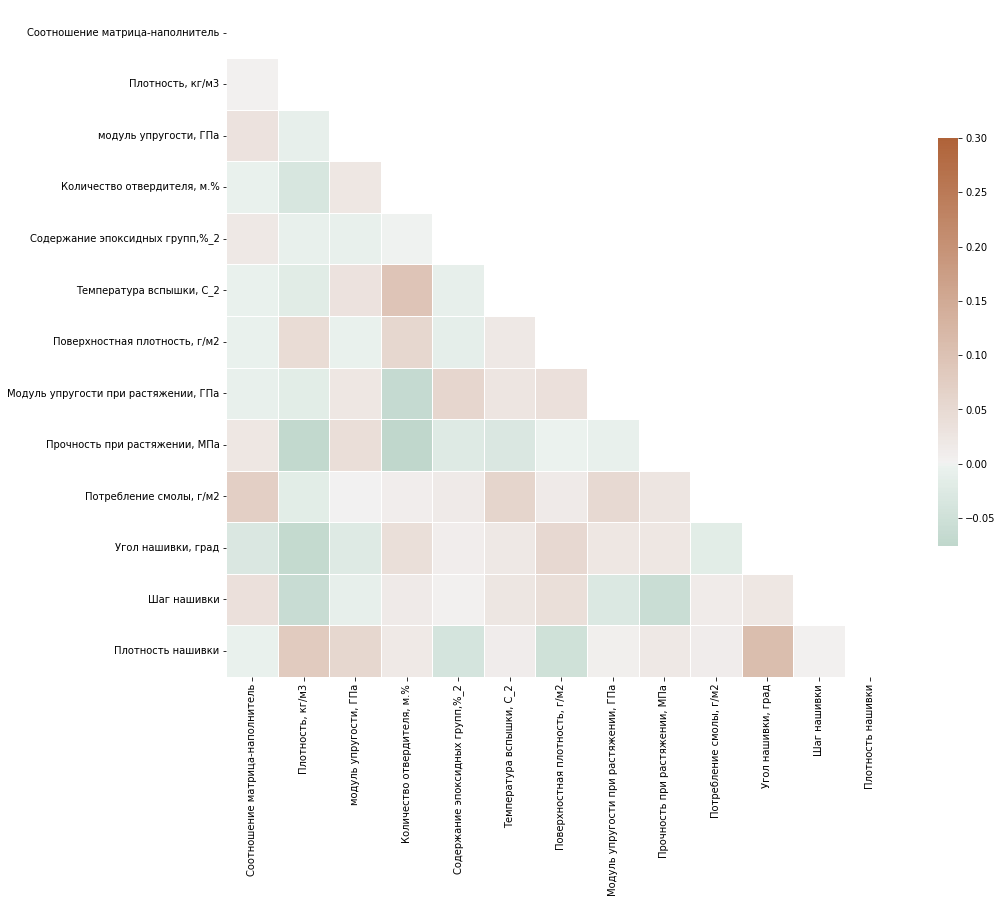 Соотношение матрица-наполнитель
Плотность, кг/м3
модуль упругости, ГПа
Количество отвердителя, м.%
Содержание эпоксидных групп,%_2
Температура вспышки, С_2
Поверхностная плотность, г/м2
Модуль упругости при растяжении, ГПа
Прочность при растяжении, МПа
Потребление смолы, г/м2
Угол нашивки, град
Шаг нашивки
Плотность нашивки
0.30
0.25
0.20
0.15
0.10
0.05
0.00
−0.05
Соотношение матрица-наполнитель
Плотность, кг/м3
модуль упругости, ГПа
Количество отвердителя, м.%
Содержание эпоксидных групп,%_2
Температура вспышки, С_2
Поверхностная плотность, г/м2
Модуль упругости при растяжении, ГПа
Прочность при растяжении, МПа
Потребление смолы, г/м2
Угол нашивки, град
Шаг нашивки
Плотность нашивки